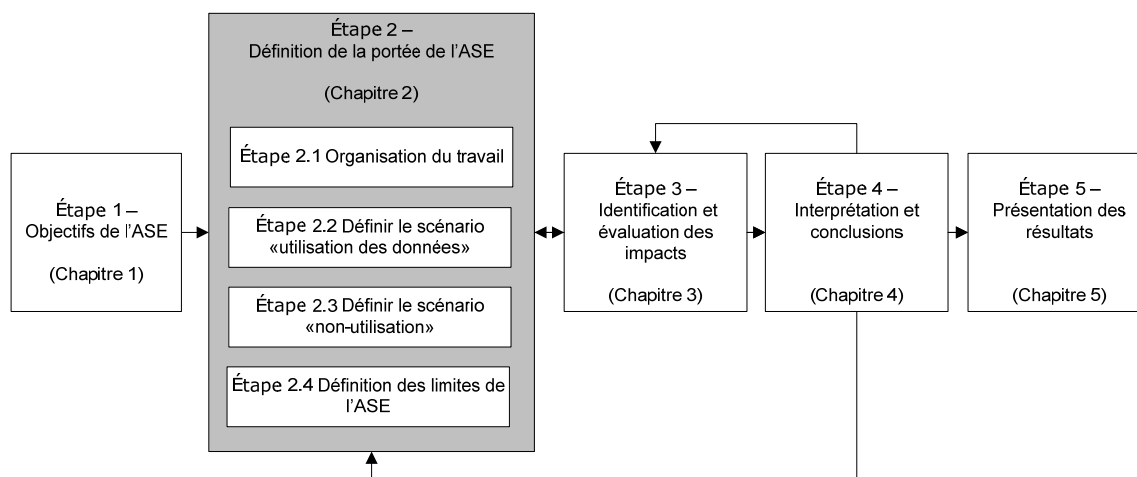 Étape 1 –
Objectifs de l'ASE
(Chapitre 1)
Étape 2 –
Définition de la portée de l'ASE
(Chapitre 2)
Étape 2.1 Organisation du travail
Étape 2.2 Définir le scénario
«utilisation des données»
Étape 2.3 Définir le scénario
«non-utilisation»
Étape 2.4 Définition des limites de
l'ASE
Étape 3 –
Identification et
évaluation des
impacts
(Chapitre 3)
Étape 4 –
Interprétation et
conclusions
(Chapitre 4)
Étape 5 –
Présentation des
résultats
(Chapitre 5)